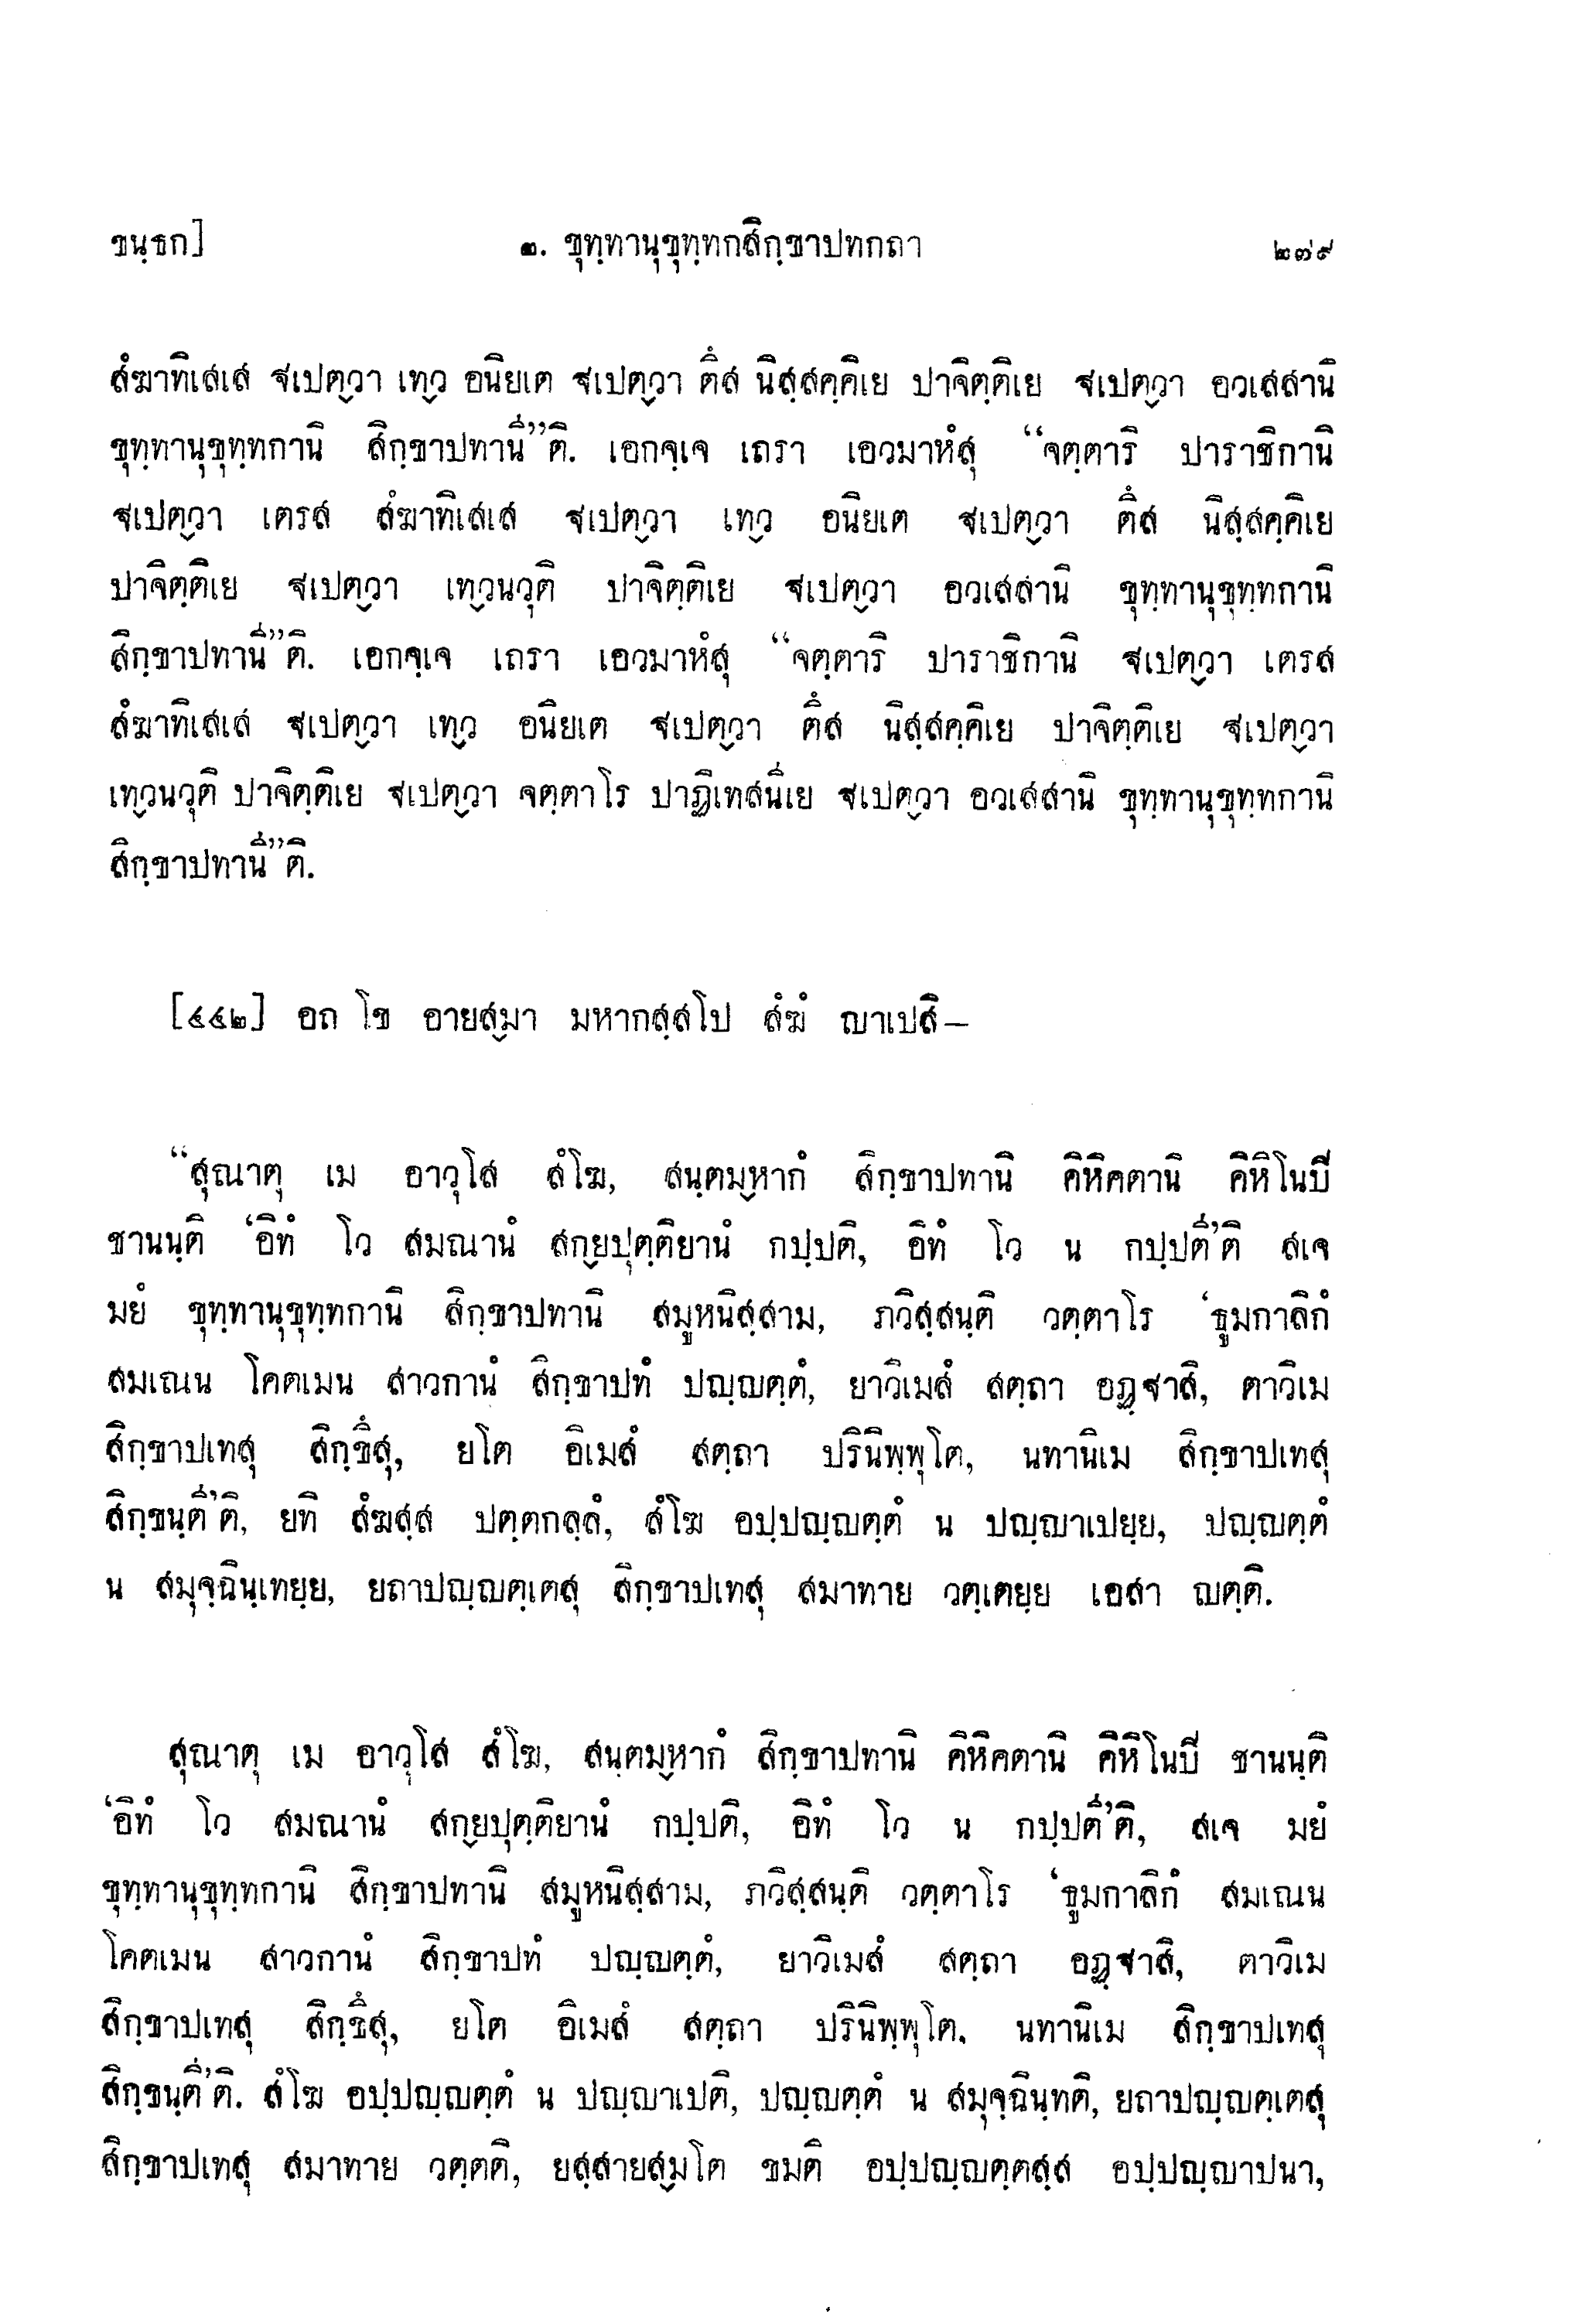 ขนฺธก]	๑. ขุทฺทานุขุทฺทกสิกฺขาปทกถา	๒๗๙
สํฆาทิเสเส ฐเปตฺวา เทฺว อนิยเต ฐเปตฺวา ตึส นิสฺสคฺคิเย ปาจิตฺติเย ฐเปตฺวา อวเสสานิ
ขุทฺทานุขุทฺทกานิ สิกฺขาปทานี”ติ. เอกจฺเจ เถรา เอวมาหํสุ “จตฺตาริ ปาราชิกานิ
ฐเปตฺวา เตรส สํฆาทิเสเส ฐเปตฺวา เทฺว อนิยเต ฐเปตฺวา ตึส นิสฺสคฺคิเย
ปาจิตฺติเย ฐเปตฺวา เทฺวนวุติ ปาจิตฺติเย ฐเปตฺวา อวเสสานิ ขุทฺทานุขุทฺทกานิ
สิกฺขาปทานี”ติ. เอกจฺเจ เถรา เอวมาหํสุ “จตฺตาริ ปาราชิกานิ ฐเปตฺวา เตรส
สํฆาทิเสเส ฐเปตฺวา เทฺว อนิยเต ฐเปตฺวา ตึส นิสฺสคฺคิเย ปาจิตฺติเย ฐเปตฺวา
เทฺวนวุติ ปาจิตฺติเย ฐเปตฺวา จตฺตาโร ปาฏิเทสนีเย ฐเปตฺวา อวเสสานิ ขุทฺทานุขุทฺทกานิ
สิกฺขาปทานี”ติ.
[๔๔๒] อถ โข อายสฺมา มหากสฺสโป สํฆํ ญาเปสิ–
“สุณาตุ เม อาวุโส สํโฆ, สนฺตมฺหากํ สิกฺขาปทานิ คิหิคตานิ คิหิโนปิ
ชานนฺติ ‘อิทํ โว สมณานํ สกฺยปุตฺติยานํ กปฺปติ, อิทํ โว น กปฺปตี’ติ สเจ
มยํ ขุทฺทานุขุทฺทกานิ สิกฺขาปทานิ สมูหนิสฺสาม, ภวิสฺสนฺติ วตฺตาโร ‘ธูมกาลิกํ
สมเณน โคตเมน สาวกานํ สิกฺขาปทํ ปญฺญตฺตํ, ยาวิเมสํ สตฺถา อฏฺฐาสิ, ตาวิเม
สิกฺขาปเทสุ สิกฺขึสุ, ยโต อิเมสํ สตฺถา ปรินิพฺพุโต, นทานิเม สิกฺขาปเทสุ
สิกฺขนฺตี’ติ, ยทิ สํฆสฺส ปตฺตกลฺลํ, สํโฆ อปฺปญฺญตฺตํ น ปญฺญาเปยฺย, ปญฺญตฺตํ
น สมุจฺฉินฺเทยฺย, ยถาปญฺญตฺเตสุ สิกฺขาปเทสุ สมาทาย วตฺเตยฺย เอสา ญตฺติ.
สุณาตุ เม อาวุโส สํโฆ, สนฺตมฺหากํ สิกฺขาปทานิ คิหิคตานิ คิหิโนปิ ชานนฺติ
‘อิทํ โว สมณานํ สกฺยปุตฺติยานํ กปฺปติ, อิทํ โว น กปฺปตี’ติ, สเจ มยํ
ขุทฺทานุขุทฺทกานิ สิกฺขาปทานิ สมูหนิสฺสาม, ภวิสฺสนฺติ วตฺตาโร ‘ธูมกาลิกํ สมเณน
โคตเมน สาวกานํ สิกฺขาปทํ ปญฺญตฺตํ, ยาวิเมสํ สตฺถา อฏฺฐาสิ, ตาวิเม
สิกฺขาปเทสุ สิกฺขึสุ, ยโต อิเมสํ สตฺถา ปรินิพฺพุโต, นทานิเม สิกฺขาปเทสุ
สิกฺขนฺตี’ติ. สํโฆ อปฺปญฺญตฺตํ น ปญฺญาเปติ, ปญฺญตฺตํ น สมุจฺฉินฺทติ, ยถาปญฺญตฺเตสุ
สิกฺขาปเทสุ สมาทาย วตฺตติ, ยสฺสายสฺมโต ขมติ อปฺปญฺญตฺตสฺส อปฺปญฺญาปนา,